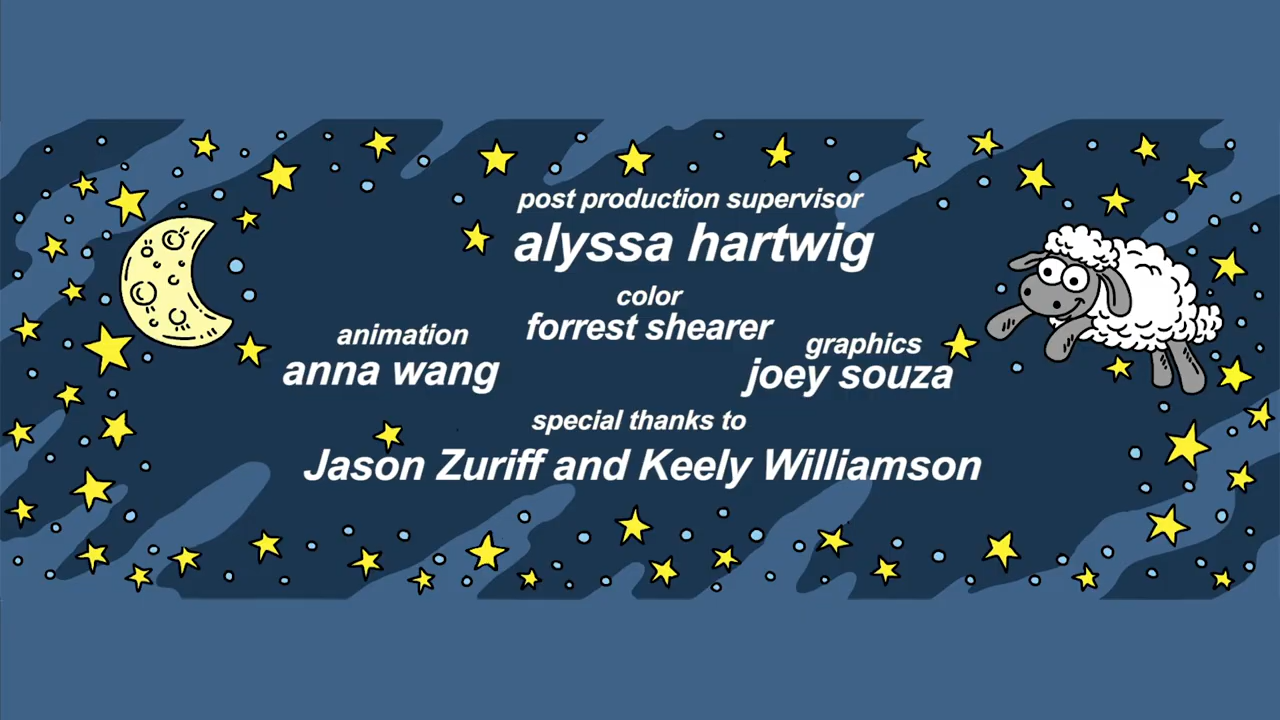 post production supervisor
alyssa hartwig
color
forrest shearer
animation
anna wang
graphics
joey souza
special thanks to
Jason Zuriff and Keely Williamson